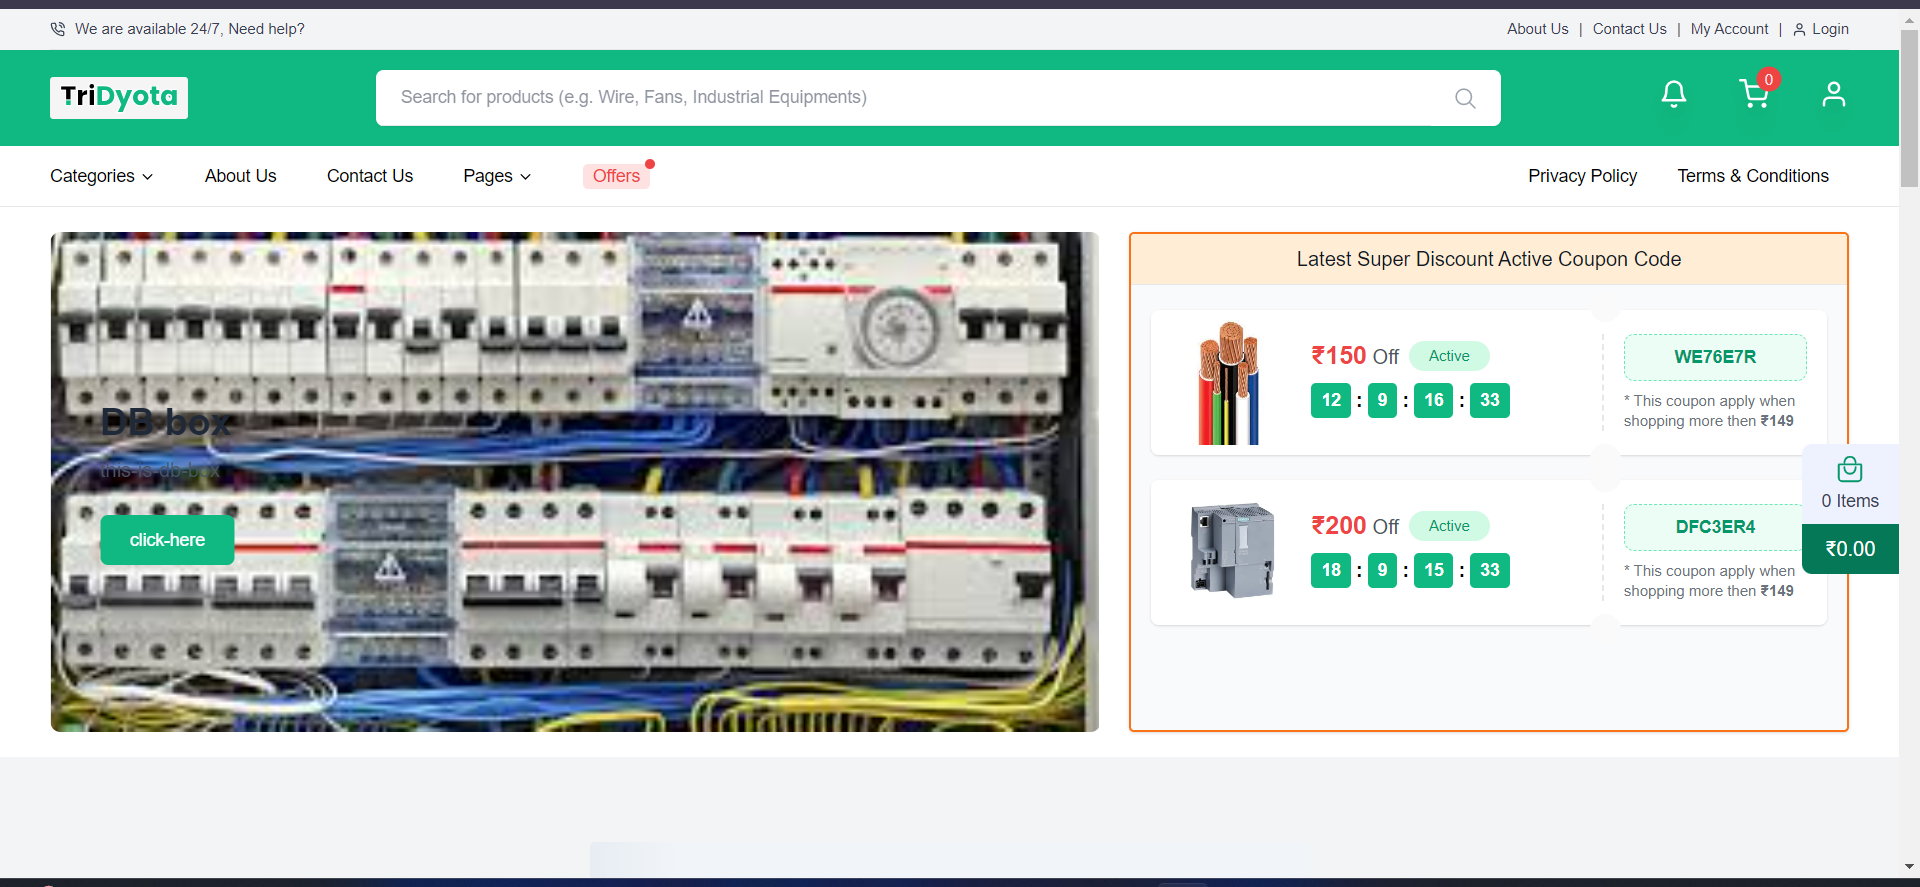 We are available 24/7, Need help?
About Us | Contact Us | My Account | Login
TriDyota
Search for products (e.g. Wire, Fans, Industrial Equipments)
0
Categories
About Us
Contact Us
Pages
Offers
Privacy Policy
Terms & Conditions
DB box
this-is-db-box
click-here
Latest Super Discount Active Coupon Code
₹150 Off Active
12 : 9 : 16 : 33
WE76E7R
* This coupon apply when
shopping more then ₹149
₹200 Off Active
18 : 9 : 15 : 33
DFC3ER4
* This coupon apply when
shopping more then ₹149
0 Items
₹0.00